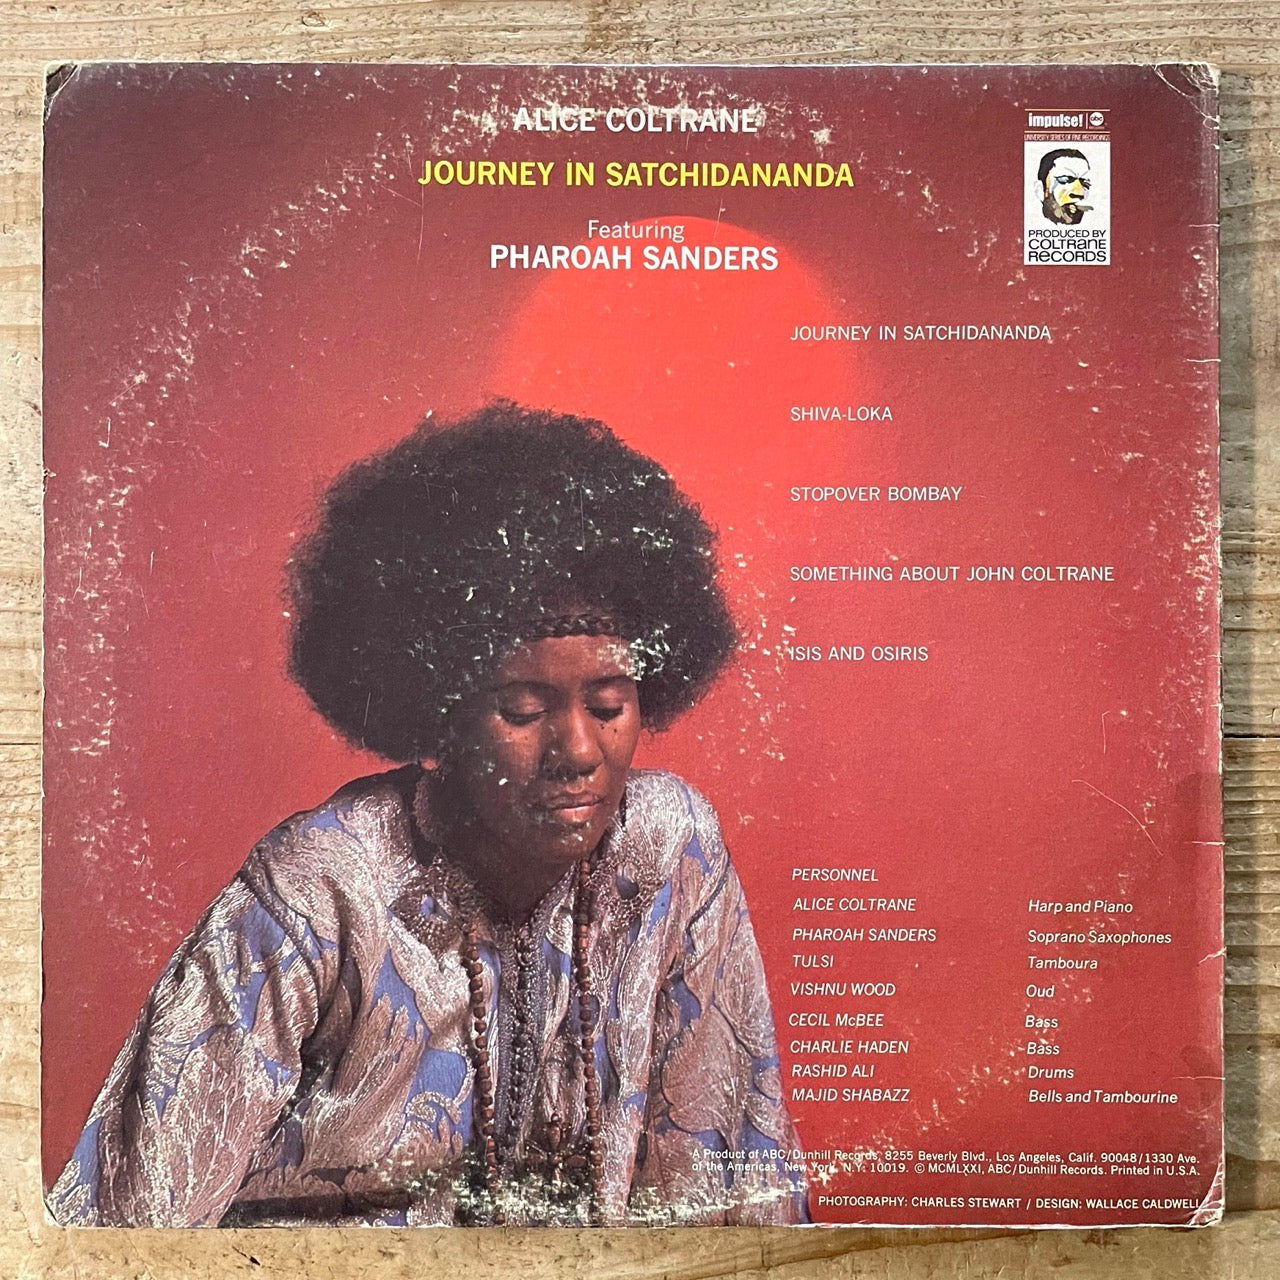 ALICE COLTRANE
JOURNEY IN SATCHIDANANDA
Featuring
PHAROAH SANDERS
impulse! abc
RECORDS
UNIVERSITY SERIES OF FINE RECORDINGS
PRODUCED BY
COLTRANE
RECORDS
JOURNEY IN SATCHIDANANDA
SHIVA-LOKA
STOPOVER BOMBAY
SOMETHING ABOUT JOHN COLTRANE
ISIS AND OSIRIS
PERSONNEL
ALICE COLTRANE Harp and Piano
PHAROAH SANDERS Soprano Saxophones
TULSI Tamboura
VISHNU WOOD Oud
CECIL McBEE Bass
CHARLIE HADEN Bass
RASHID ALI Drums
MAJID SHABAZZ Bells and Tambourine
A Product of ABC/Dunhill Records, 8255 Beverly Blvd., Los Angeles, Calif. 90048/1330 Ave.
of the Americas, New York, N.Y. 10019. © MCMLXXI, ABC/Dunhill Records. Printed in U.S.A.
PHOTOGRAPHY: CHARLES STEWART / DESIGN: WALLACE CALDWELL